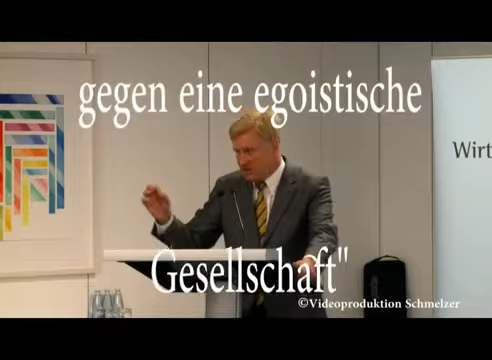 gegen eine egoistische
Wirt
Gesellschaft"
©Videoproduktion Schmelzer